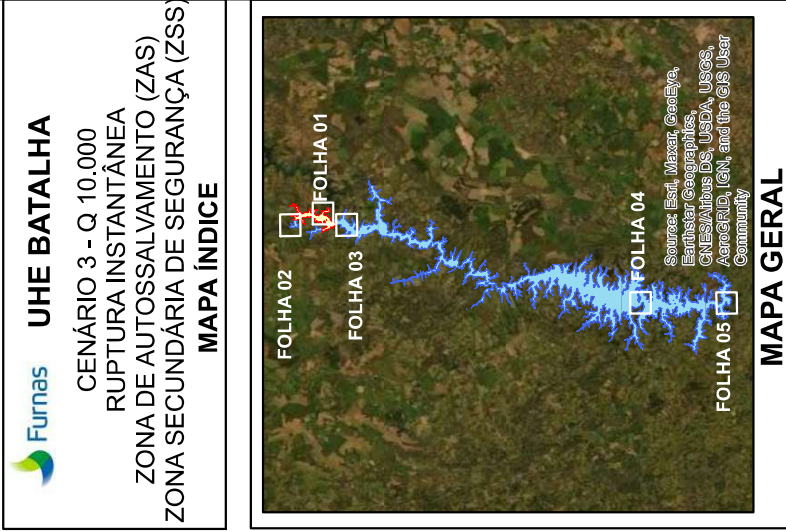 Furnas
UHE BATALHA
CENÁRIO 3 - Q 10.000
RUPTURA INSTANTÂNEA
ZONA DE AUTOSSALVAMENTO (ZAS)
ZONA SECUNDÁRIA DE SEGURANÇA (ZSS)
MAPA ÍNDICE
FOLHA 02
FOLHA 01
FOLHA 03
FOLHA 04
FOLHA 05
Source: Esri, Maxar, GeoEye,
Earthstar Geographics,
CNES/Airbus DS, USDA, USGS,
AeroGRID, IGN, and the GIS User
Community
MAPA GERAL